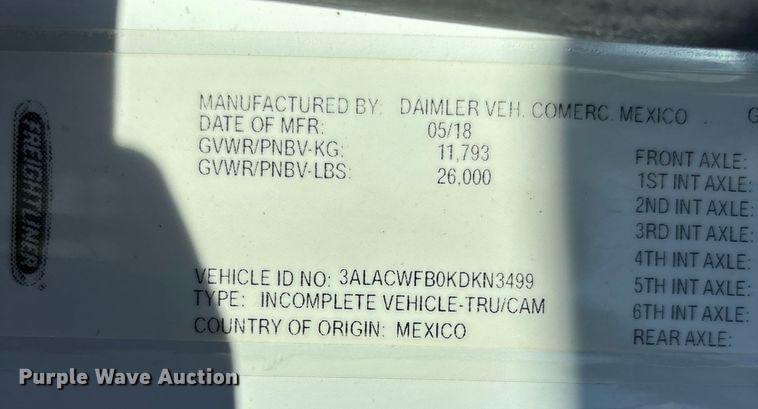 FREIGHTLINER
MANUFACTURED BY: DAIMLER VEH. COMERC. MEXICO
DATE OF MFR: 05/18
GVWR/PNBV-KG: 11,793
GVWR/PNBV-LBS: 26,000
VEHICLE ID NO: 3ALACWFB0KDKN3499
TYPE: INCOMPLETE VEHICLE-TRU/CAM
COUNTRY OF ORIGIN: MEXICO
G
FRONT AXLE:
1ST INT AXLE:
2ND INT AXLE:
3RD INT AXLE:
4TH INT AXLE:
5TH INT AXLE:
6TH INT AXLE:
REAR AXLE:
Purple Wave Auction